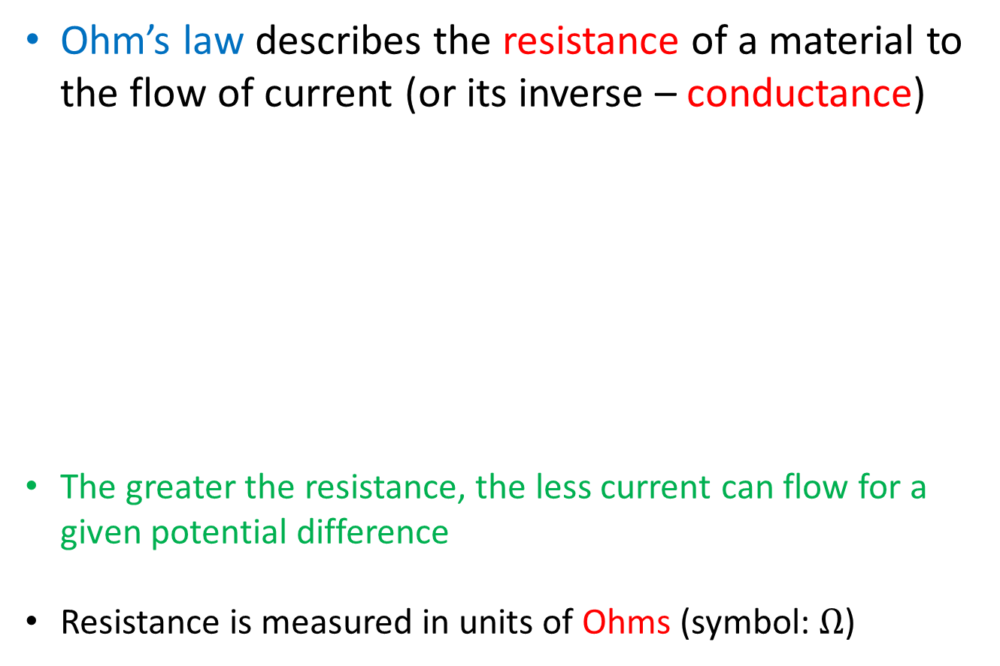 • Ohm’s law describes the resistance of a material to
the flow of current (or its inverse – conductance)
• The greater the resistance, the less current can flow for a
given potential difference
• Resistance is measured in units of Ohms (symbol: Ω)